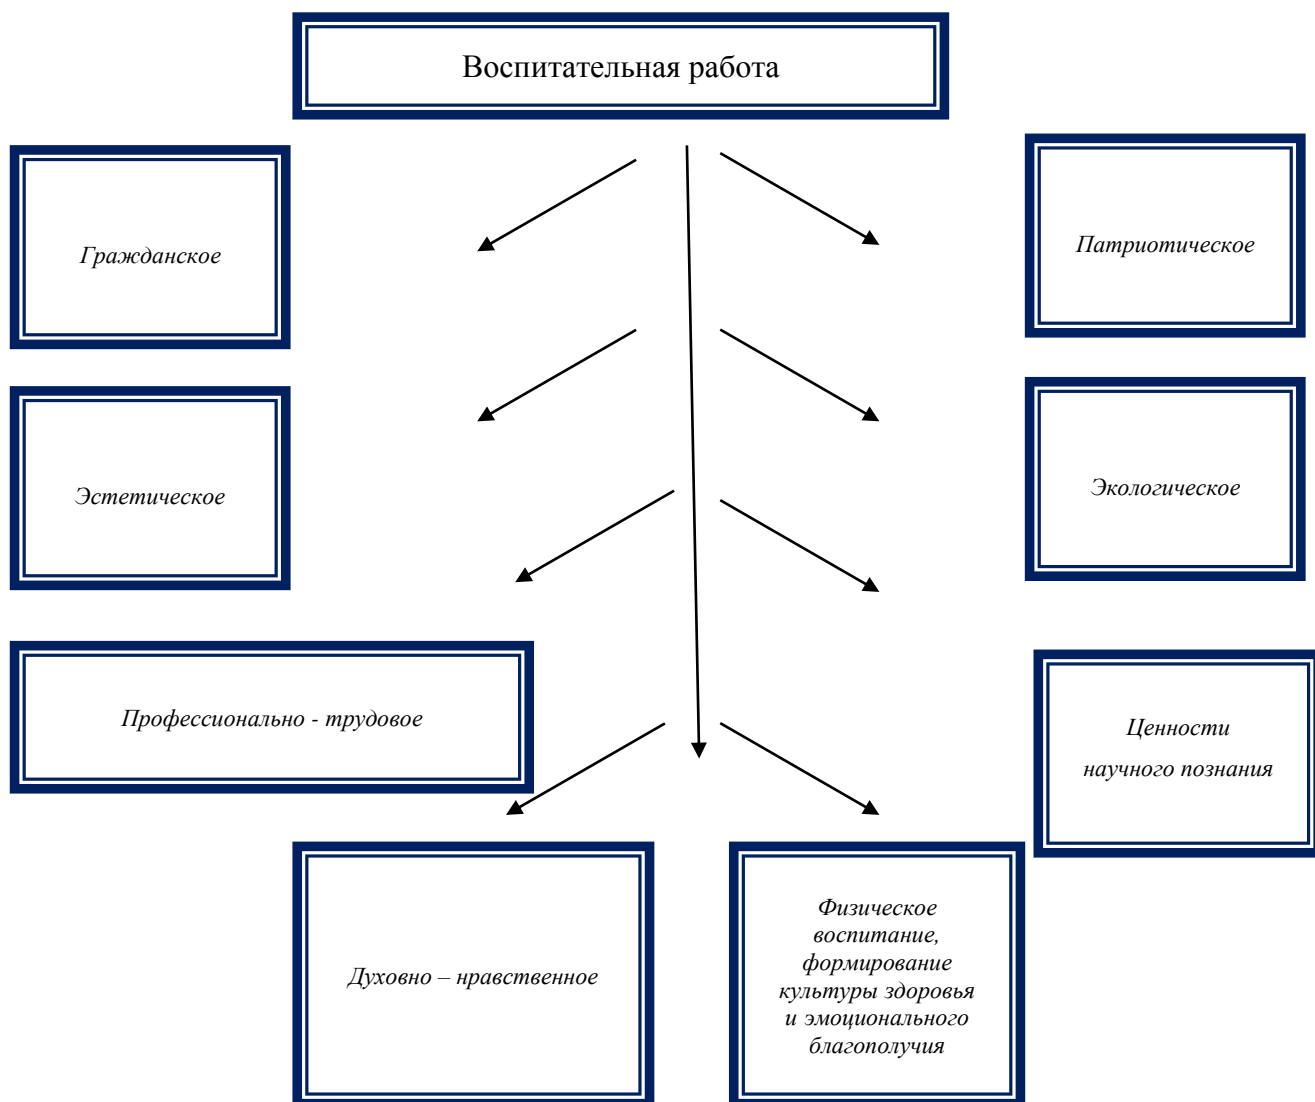 Воспитательная работа
Гражданское
Патриотическое
Эстетическое
Экологическое
Профессионально - трудовое
Ценности
научного познания
Духовно – нравственное
Физическое
воспитание,
формирование
культуры здоровья
и эмоционального
благополучия